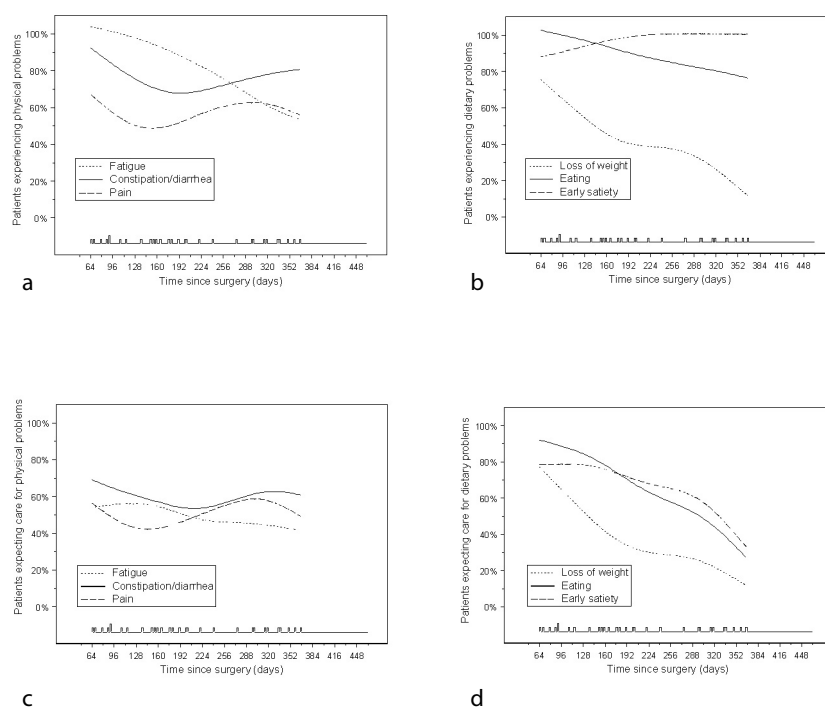 Patients experiencing physical problems
100%
80%
60%
40%
20%
0%
Fatigue
Constipation/diarrhea
Pain
64 96 128 160 192 224 256 288 320 352 384 416 448
Time since surgery (days)
a
Patients experiencing dietary problems
100%
80%
60%
40%
20%
0%
Loss of weight
Eating
Early satiety
64 96 128 160 192 224 256 288 320 352 384 416 448
Time since surgery (days)
b
Patients expecting care for physical problems
100%
80%
60%
40%
20%
0%
Fatigue
Constipation/diarrhea
Pain
64 96 128 160 192 224 256 288 320 352 384 416 448
Time since surgery (days)
c
Patients expecting care for dietary problems
100%
80%
60%
40%
20%
0%
Loss of weight
Eating
Early satiety
64 96 128 160 192 224 256 288 320 352 384 416 448
Time since surgery (days)
d